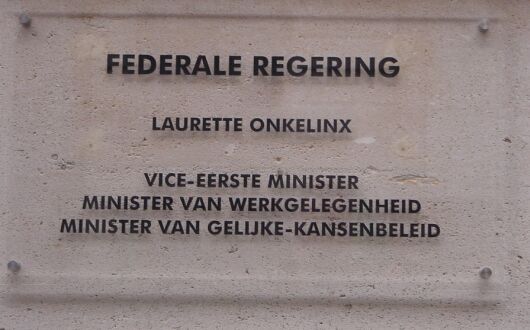 FEDERALE REGERING
LAURETTE ONKELINX
VICE-EERSTE MINISTER
MINISTER VAN WERKGELEGENHEID
MINISTER VAN GELIJKE-KANSENBELEID